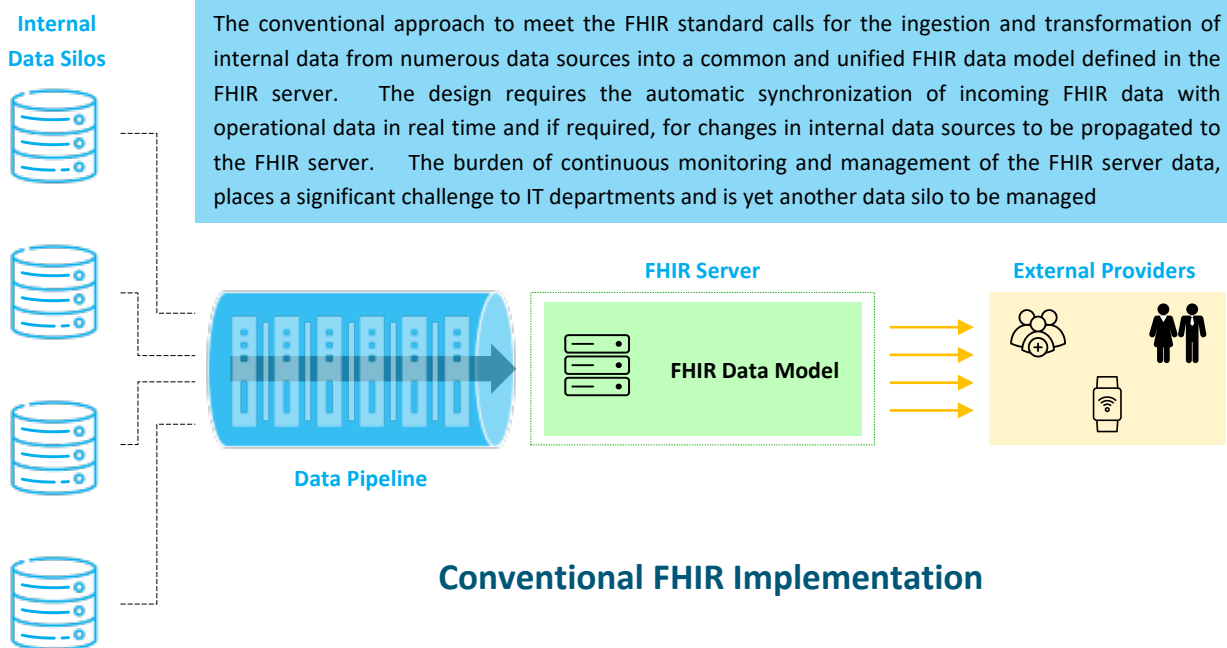 Internal
Data Silos
The conventional approach to meet the FHIR standard calls for the ingestion and transformation of
internal data from numerous data sources into a common and unified FHIR data model defined in the
FHIR server. The design requires the automatic synchronization of incoming FHIR data with
operational data in real time and if required, for changes in internal data sources to be propagated to
the FHIR server. The burden of continuous monitoring and management of the FHIR server data,
places a significant challenge to IT departments and is yet another data silo to be managed
FHIR Server
External Providers
FHIR Data Model
Data Pipeline
Conventional FHIR Implementation